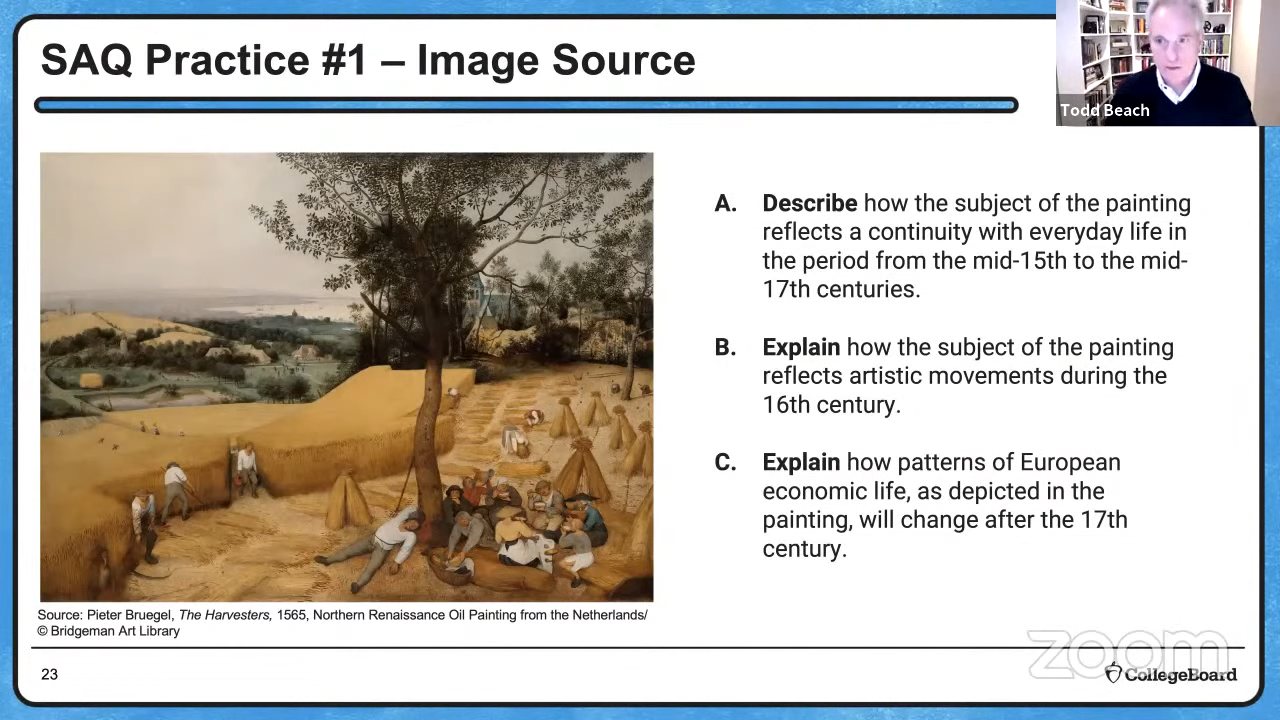 SAQ Practice #1 – Image Source
Todd Beach
A. Describe how the subject of the painting
reflects a continuity with everyday life in
the period from the mid-15th to the mid-
17th centuries.
B. Explain how the subject of the painting
reflects artistic movements during the
16th century.
C. Explain how patterns of European
economic life, as depicted in the
painting, will change after the 17th
century.
Source: Pieter Bruegel, The Harvesters, 1565, Northern Renaissance Oil Painting from the Netherlands/
© Bridgeman Art Library
zoom
23
CollegeBoard